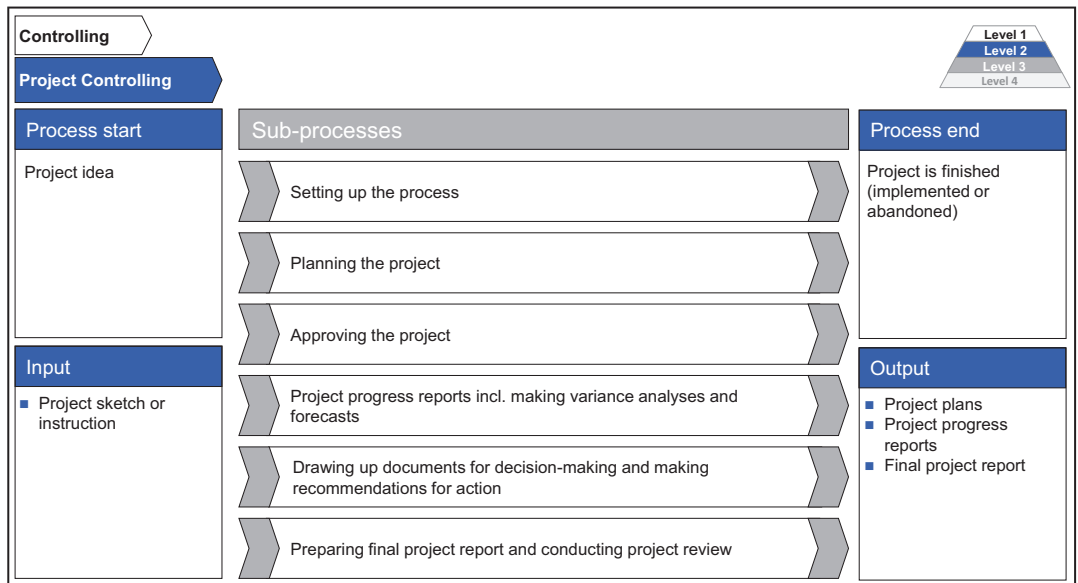 Controlling
Project Controlling
Level 1
Level 2
Level 3
Level 4
Process start
Project idea
Input
■ Project sketch or
instruction
Sub-processes
Setting up the process
Planning the project
Approving the project
Project progress reports incl. making variance analyses and
forecasts
Drawing up documents for decision-making and making
recommendations for action
Preparing final project report and conducting project review
Process end
Project is finished
(implemented or
abandoned)
Output
■ Project plans
■ Project progress
reports
■ Final project report